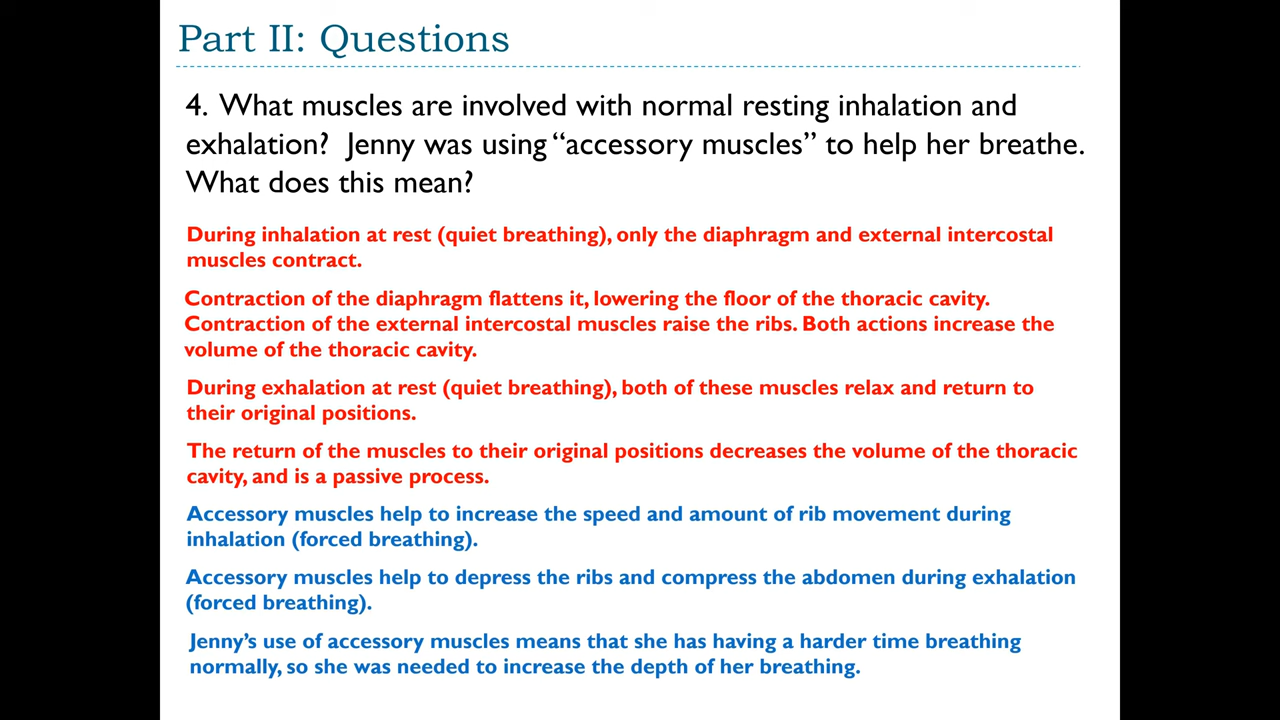 Part II: Questions
4. What muscles are involved with normal resting inhalation and
exhalation? Jenny was using “accessory muscles” to help her breathe.
What does this mean?
During inhalation at rest (quiet breathing), only the diaphragm and external intercostal
muscles contract.
Contraction of the diaphragm flattens it, lowering the floor of the thoracic cavity.
Contraction of the external intercostal muscles raise the ribs. Both actions increase the
volume of the thoracic cavity.
During exhalation at rest (quiet breathing), both of these muscles relax and return to
their original positions.
The return of the muscles to their original positions decreases the volume of the thoracic
cavity, and is a passive process.
Accessory muscles help to increase the speed and amount of rib movement during
inhalation (forced breathing).
Accessory muscles help to depress the ribs and compress the abdomen during exhalation
(forced breathing).
Jenny’s use of accessory muscles means that she has having a harder time breathing
normally, so she was needed to increase the depth of her breathing.